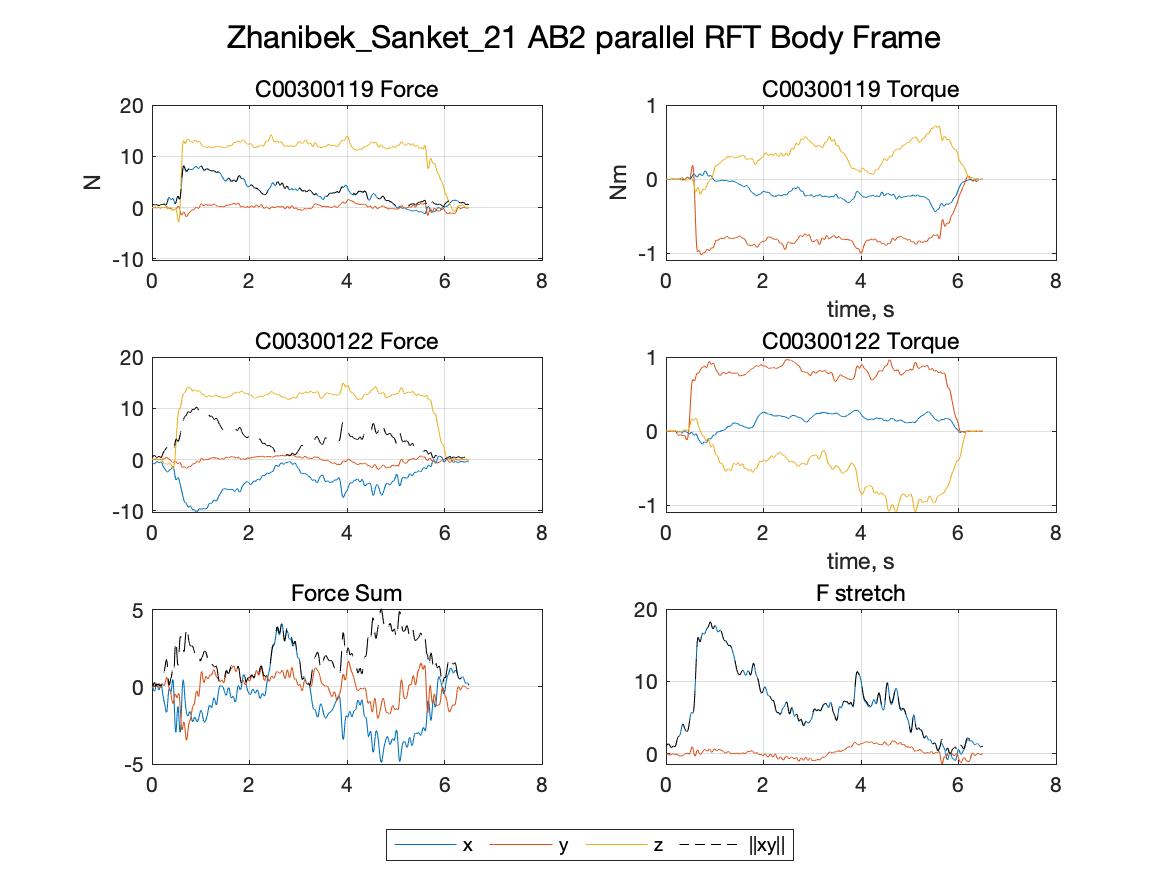 Zhanibek_Sanket_21 AB2 parallel RFT Body Frame
C00300119 Force
20
10
0
-10
N
0 2 4 6 8
C00300119 Torque
1
0
-1
Nm
0 2 4 6 8
time, s
C00300122 Force
20
10
0
-10
0 2 4 6 8
C00300122 Torque
1
0
-1
0 2 4 6 8
time, s
Force Sum
5
0
-5
0 2 4 6 8
F stretch
20
10
0
0 2 4 6 8
x y z ||xy||